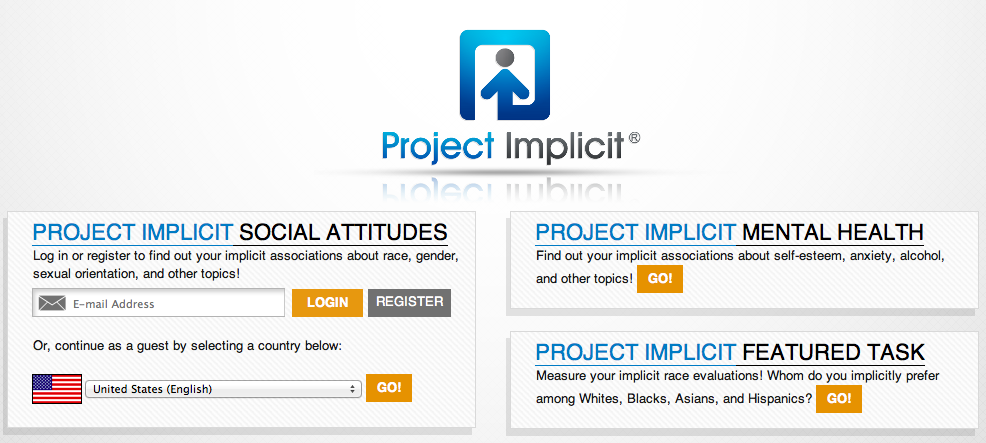 Project Implicit®
PROJECT IMPLICIT SOCIAL ATTITUDES
Log in or register to find out your implicit associations about race, gender,
sexual orientation, and other topics!
E-mail Address
LOGIN
REGISTER
Or, continue as a guest by selecting a country below:
United States (English)
GO!
PROJECT IMPLICIT MENTAL HEALTH
Find out your implicit associations about self-esteem, anxiety, alcohol,
and other topics! GO!
PROJECT IMPLICIT FEATURED TASK
Measure your implicit race evaluations! Whom do you implicitly prefer
among Whites, Blacks, Asians, and Hispanics? GO!